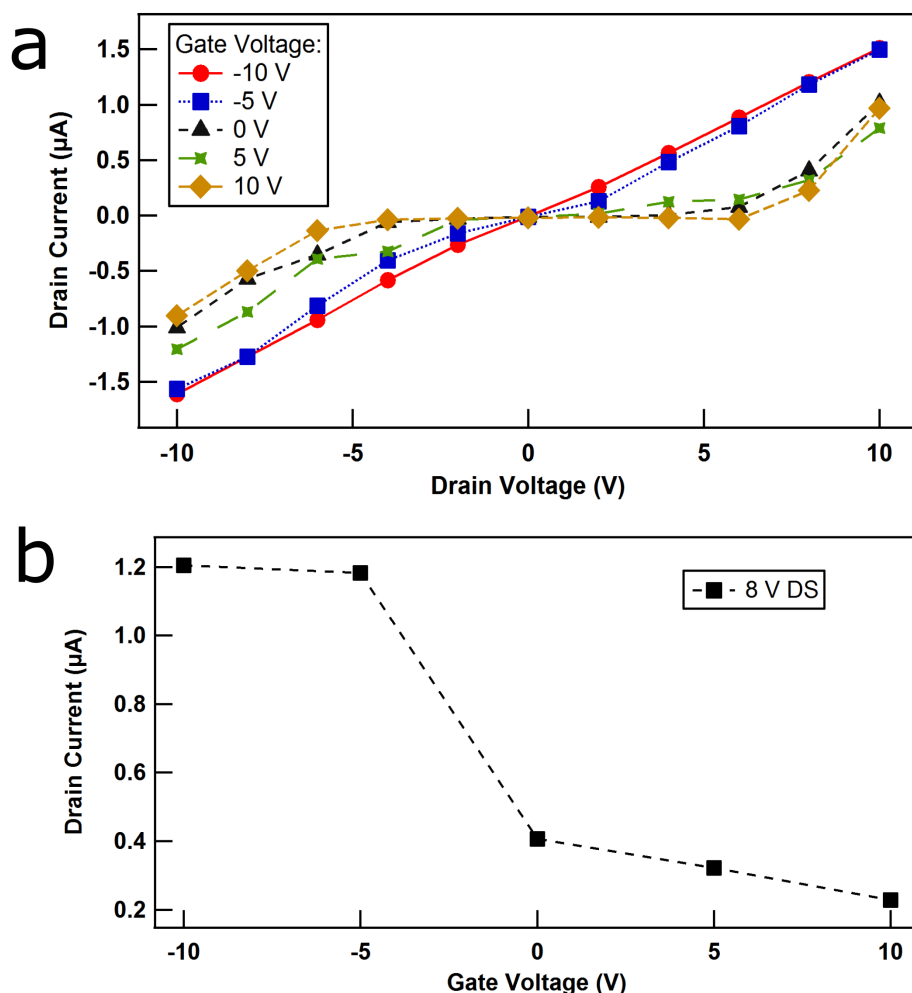 a
Gate Voltage:
-10 V
-5 V
0 V
5 V
10 V
1.5
1.0
0.5
0.0
-0.5
-1.0
-1.5
Drain Current (µA)
-10
-5
0
5
10
Drain Voltage (V)
b
8 V DS
1.2
1.0
0.8
0.6
0.4
0.2
Drain Current (µA)
-10
-5
0
5
10
Gate Voltage (V)